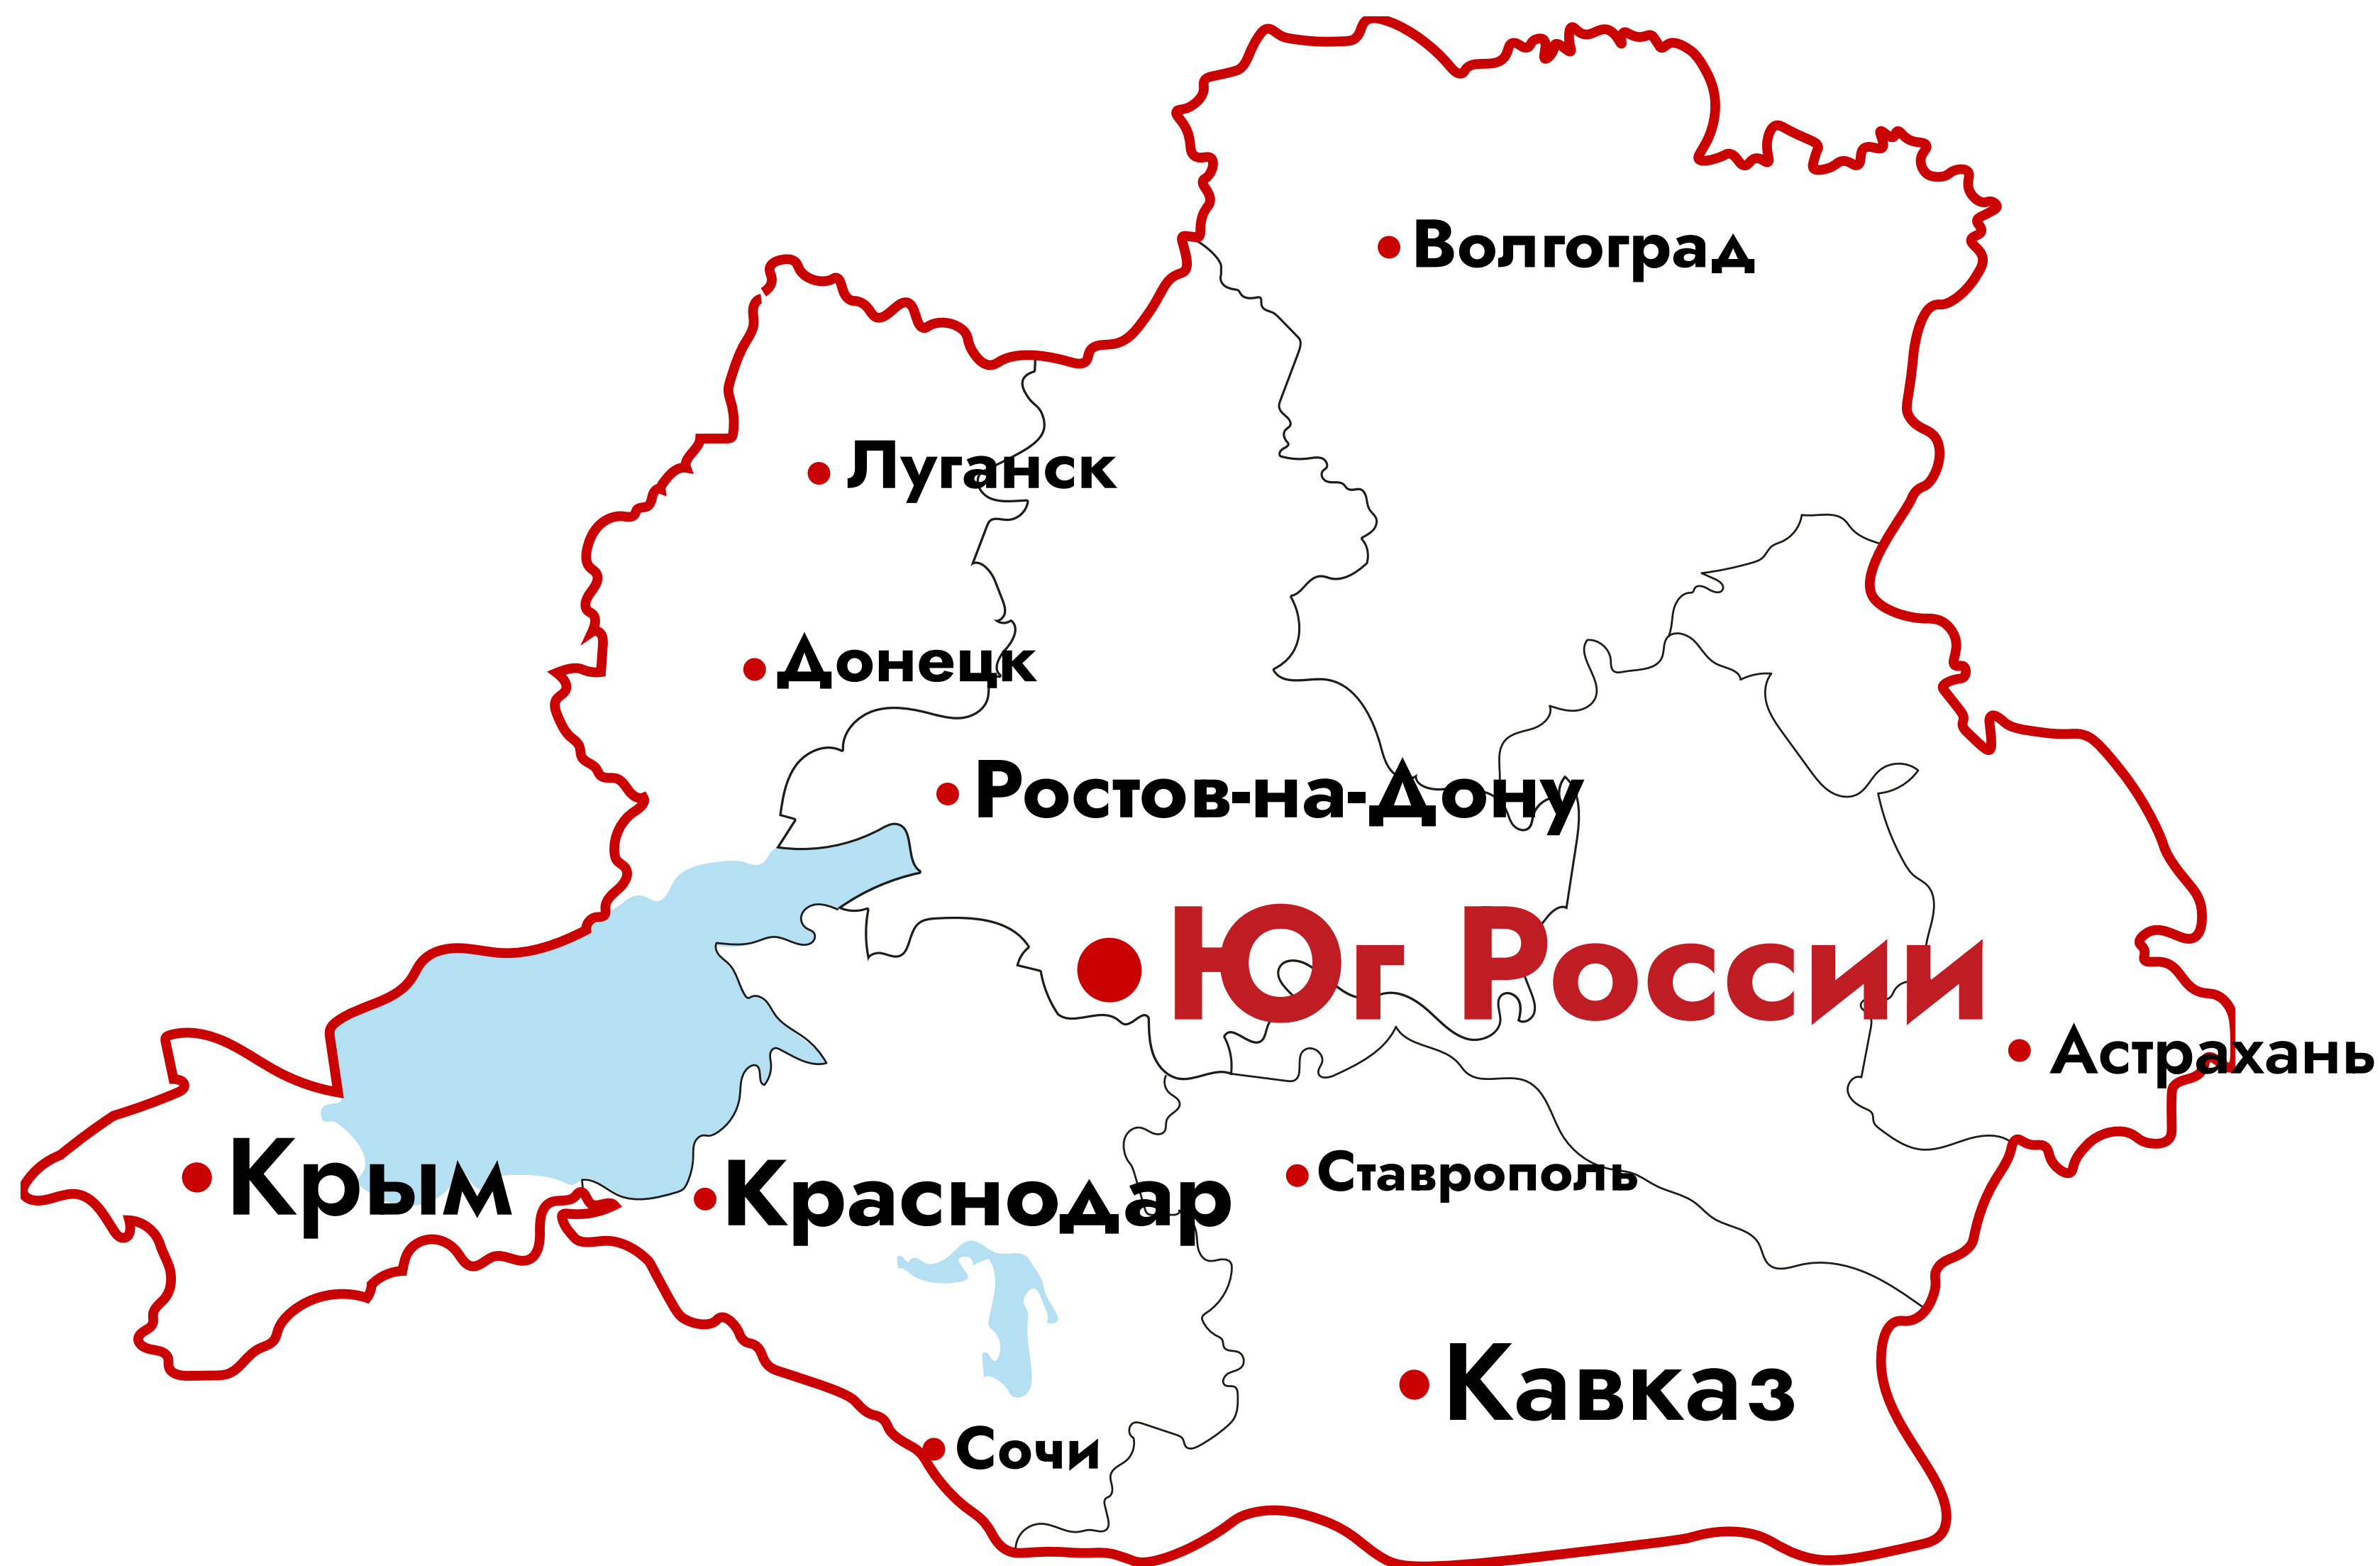 Волгоград
Луганск
Донецк
Ростов-на-Дону
Юг России
Астрахань
Крым
Краснодар
Ставрополь
Кавказ
Сочи